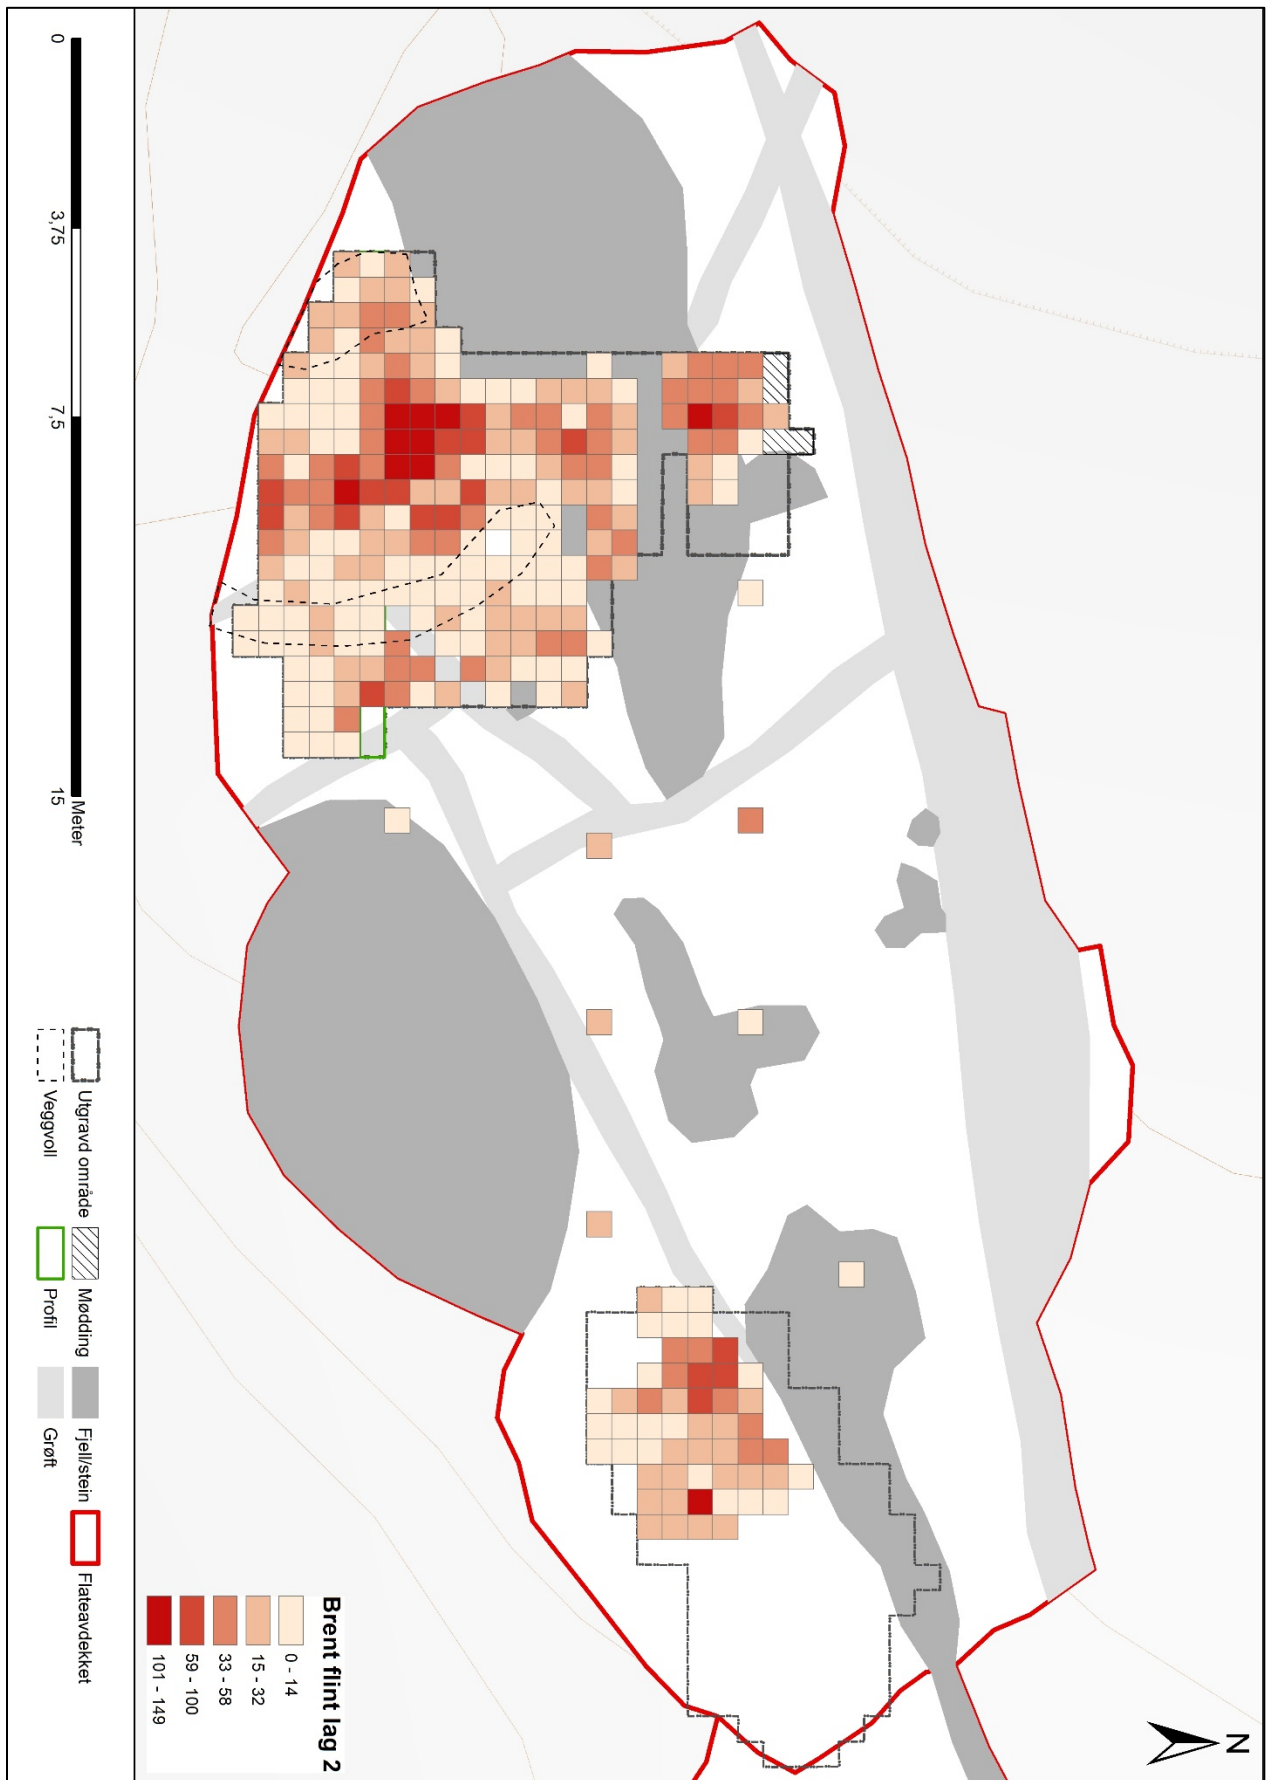 N
Brent flint lag 2
0 - 14
15 - 32
33 - 58
59 - 100
101 - 149
0 3,75 7,5 15
Meter
Utgravd område Mødding Fjell/stein Flateavdekket
Veggvoll Profil Grøft